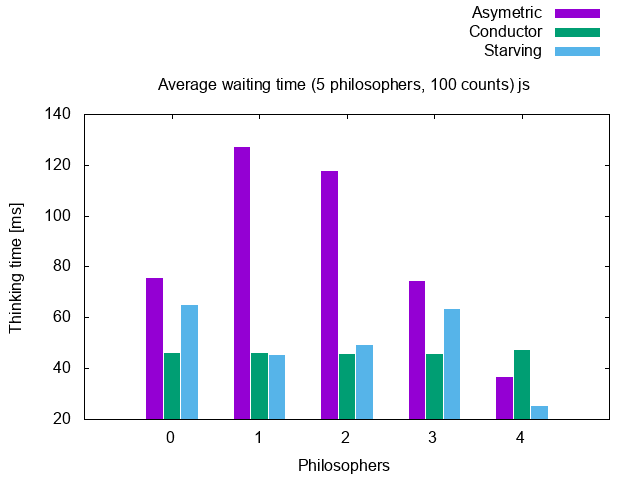 Asymetric
Conductor
Starving
Average waiting time (5 philosophers, 100 counts) js
140
120
100
80
60
40
20
Thinking time [ms]
0 1 2 3 4
Philosophers